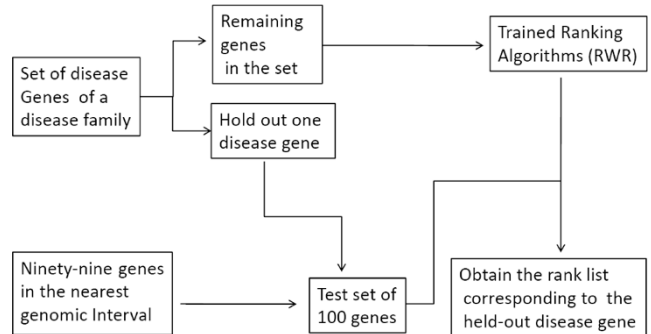 Set of disease
Genes of a
disease family
Remaining
genes
in the set
Trained Ranking
Algorithms (RWR)
Hold out one
disease gene
Ninety-nine genes
in the nearest
genomic Interval
Test set of
100 genes
Obtain the rank list
corresponding to the
held-out disease gene